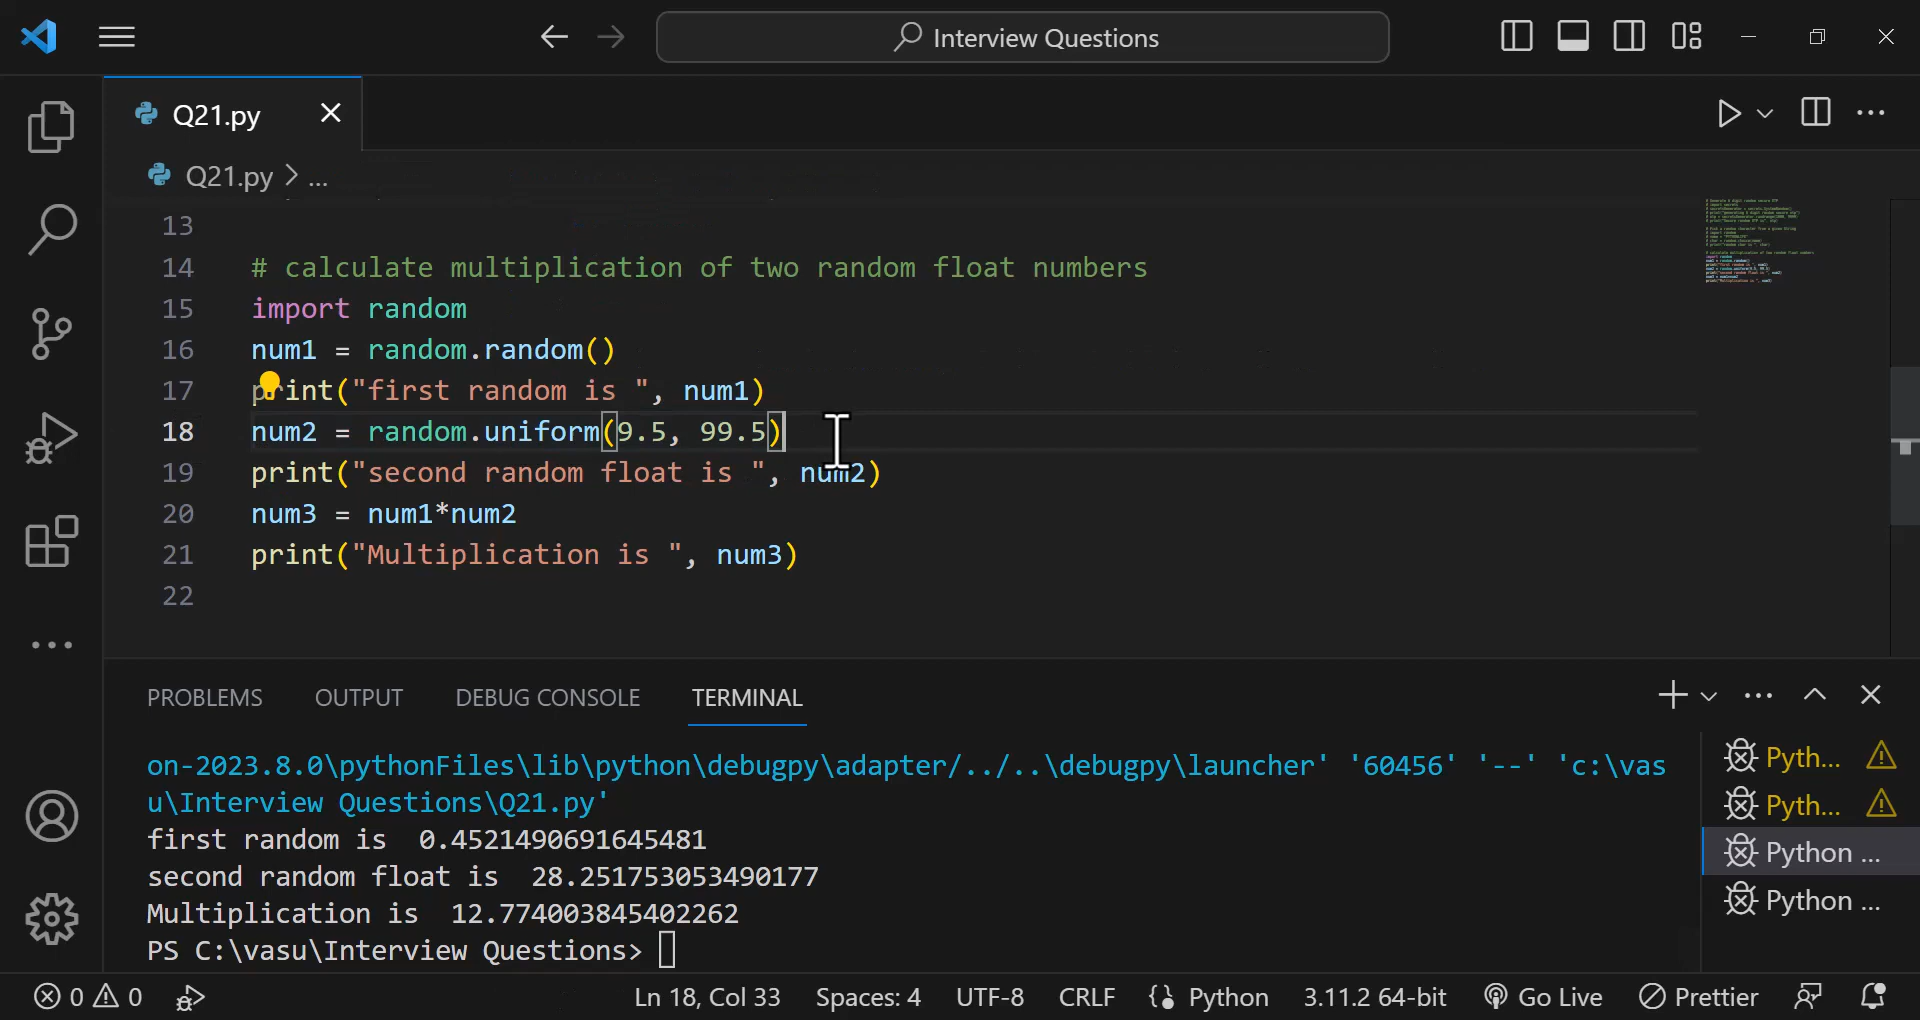 Interview Questions
Q21.py
Q21.py > ...
13
14 # calculate multiplication of two random float numbers
15 import random
16 num1 = random.random()
17 print("first random is ", num1)
18 num2 = random.uniform(9.5, 99.5)
19 print("second random float is ", num2)
20 num3 = num1*num2
21 print("Multiplication is ", num3)
22
PROBLEMS OUTPUT DEBUG CONSOLE TERMINAL
on-2023.8.0\pythonFiles\lib\python\debugpy\adapter/../..\debugpy\launcher' '60456' '--' 'c:\vas
u\Interview Questions\Q21.py'
first random is  0.4521490691645481
second random float is  28.251753053490177
Multiplication is  12.774003845402262
PS C:\vasu\Interview Questions>
Pyth...
Pyth...
Python ...
Python ...
0 0 Ln 18, Col 33 Spaces: 4 UTF-8 CRLF Python 3.11.2 64-bit Go Live Prettier